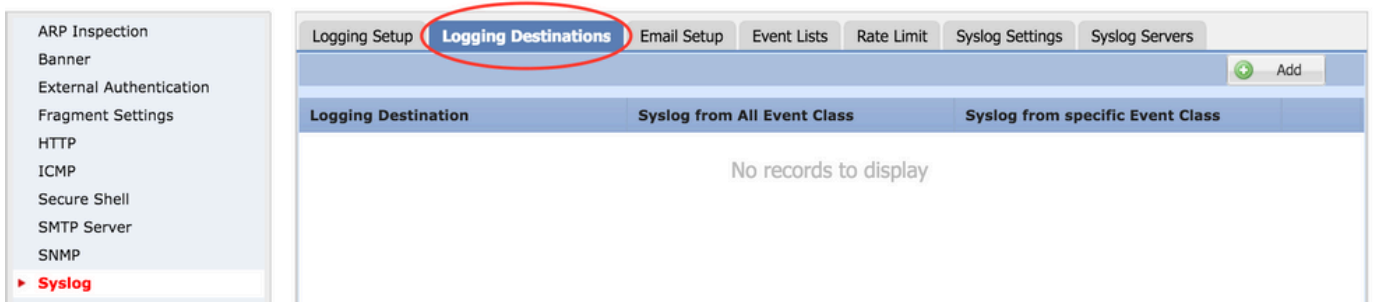 ARP Inspection
Banner
External Authentication
Fragment Settings
HTTP
ICMP
Secure Shell
SMTP Server
SNMP
Syslog
Logging Setup Logging Destinations Email Setup Event Lists Rate Limit Syslog Settings Syslog Servers
Add
Logging Destination Syslog from All Event Class Syslog from specific Event Class
No records to display